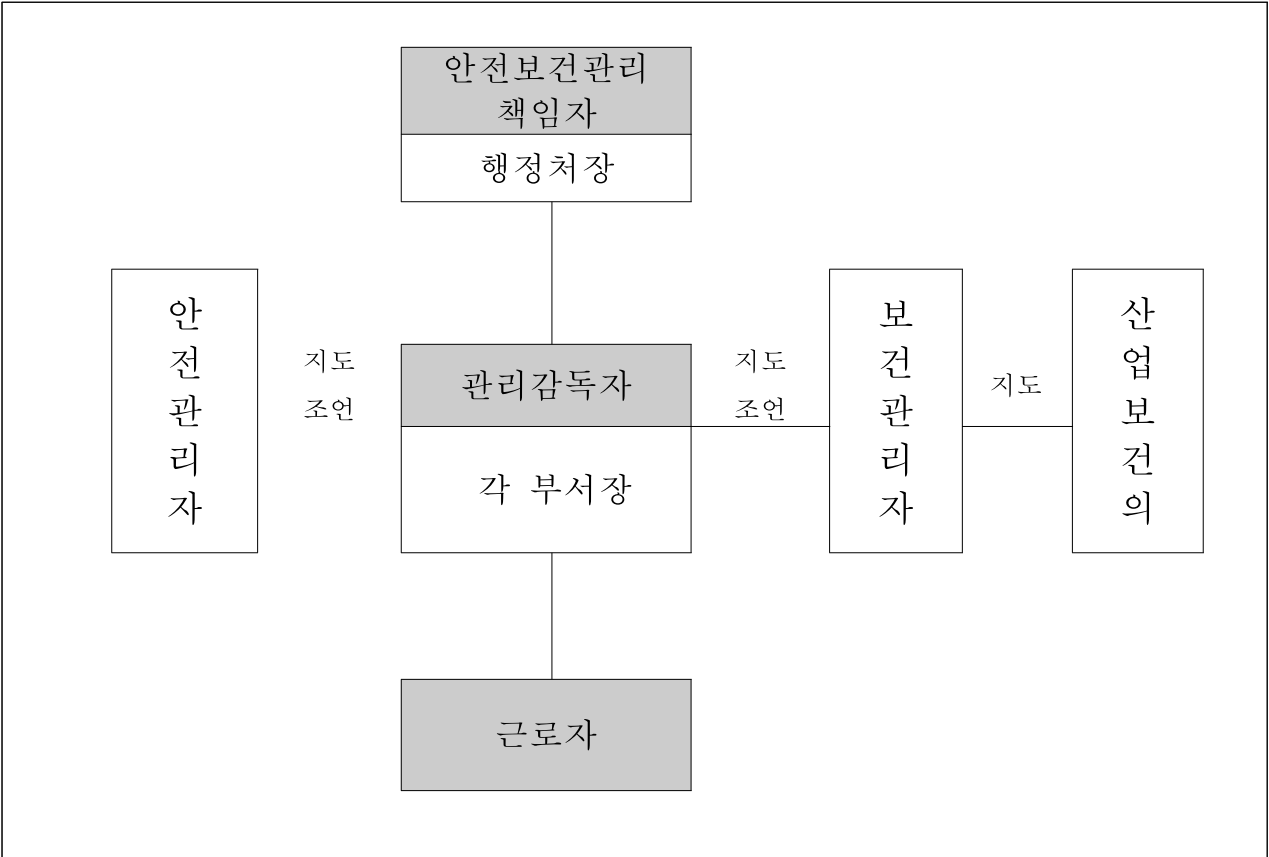 안전보건관리
책임자
행정처장
안
전
관
리
자
지도
조언
관리감독자
각 부서장
지도
조언
보
건
관
리
자
지도
산
업
보
건
의
근로자